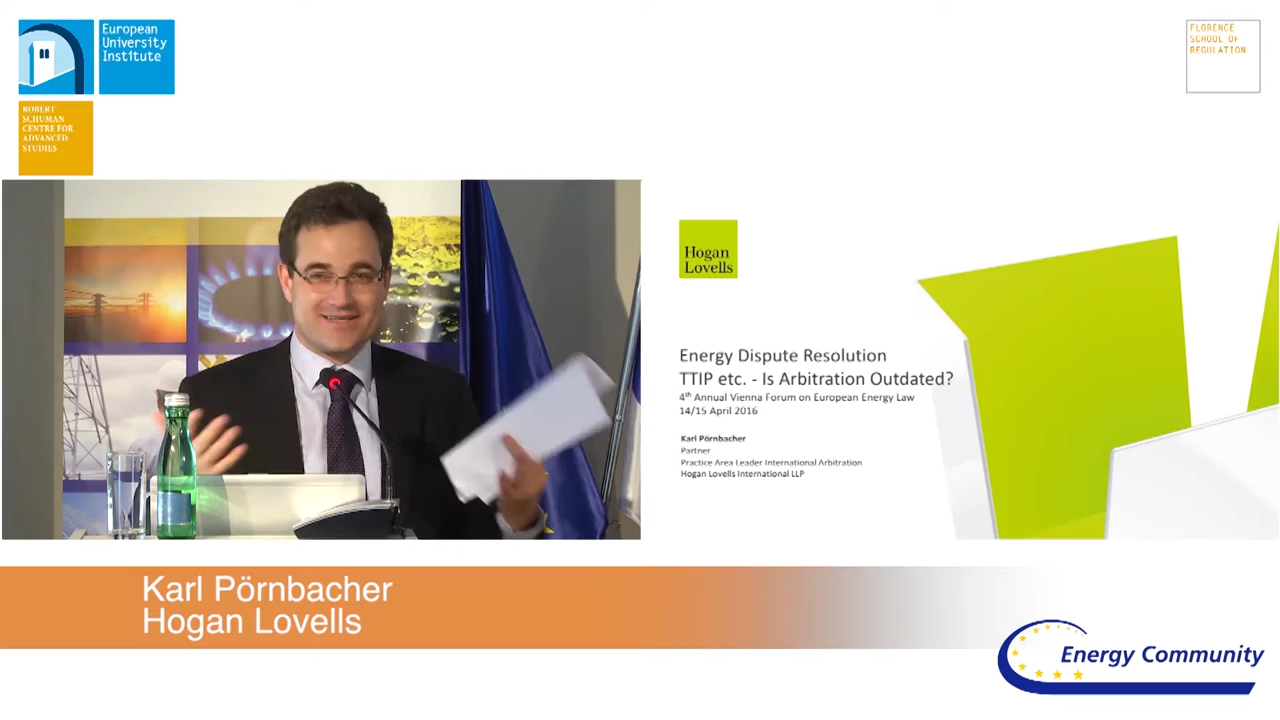 European
University
Institute
ROBERT
SCHUMAN
CENTRE FOR
ADVANCED
STUDIES
FLORENCE
SCHOOL OF
REGULATION
Hogan
Lovells
Energy Dispute Resolution
TTIP etc. - Is Arbitration Outdated?
4th Annual Vienna Forum on European Energy Law
14/15 April 2016
Karl Pörnbacher
Partner
Practice Area Leader International Arbitration
Hogan Lovells International LLP
Karl Pörnbacher
Hogan Lovells
Energy Community